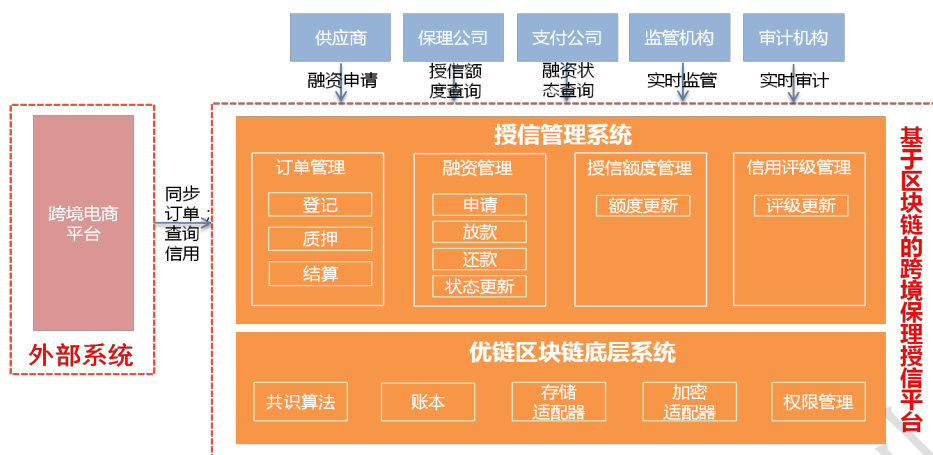 供应商
保理公司
支付公司
监管机构
审计机构
融资申请
授信额
度查询
融资状
态查询
实时监管
实时审计
跨境电商
平台
外部系统
同步
订单；
查询
信用
授信管理系统
订单管理
登记
质押
结算
融资管理
申请
放款
还款
状态更新
授信额度管理
额度更新
信用评级管理
评级更新
优链区块链底层系统
共识算法
账本
存储
适配器
加密
适配器
权限管理
基于区块链的跨境保理授信平台